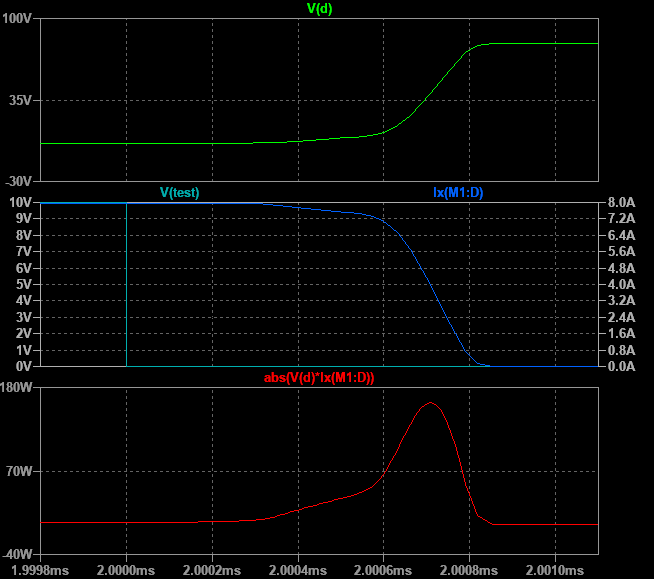 V(d)
100V
35V
-30V
V(test) Ix(M1:D)
10V 8.0A
9V 7.2A
8V 6.4A
7V 5.6A
6V 4.8A
5V 4.0A
4V 3.2A
3V 2.4A
2V 1.6A
1V 0.8A
0V 0.0A
abs(V(d)*Ix(M1:D))
180W
70W
-40W
1.9998ms 2.0000ms 2.0002ms 2.0004ms 2.0006ms 2.0008ms 2.0010ms